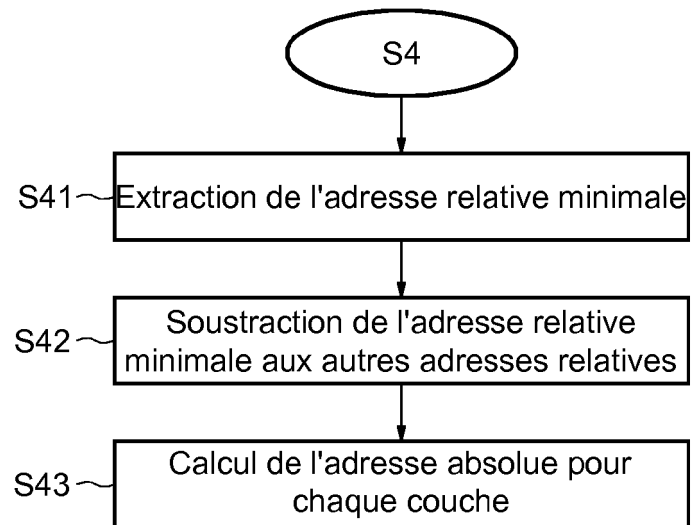 S4
S41 Extraction de l'adresse relative minimale
S42 Soustraction de l'adresse relative
minimale aux autres adresses relatives
S43 Calcul de l'adresse absolue pour
chaque couche